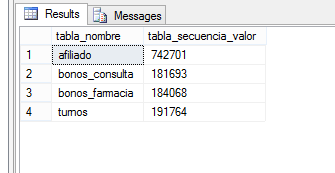 Results Messages
tabla_nombre tabla_secuencia_valor
1 afiliado 742701
2 bonos_consulta 181693
3 bonos_farmacia 184068
4 turnos 191764